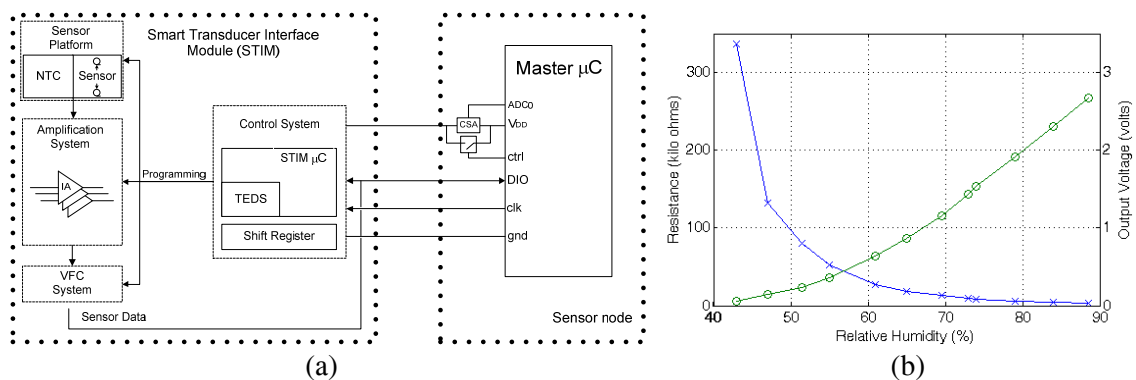 Sensor
Platform
NTC
Sensor
Smart Transducer Interface
Module (STIM)
Amplification
System
IA
Programming
Control System
STIM μC
TEDS
Shift Register
VFC
System
Sensor Data
Master μC
ADC0
CSA
VDD
ctrl
DIO
clk
gnd
Sensor node
(a)
Resistance (kilo ohms)
300
200
100
0
40
50
60
70
80
90
Relative Humidity (%)
3
2
1
0
Output Voltage (volts)
(b)